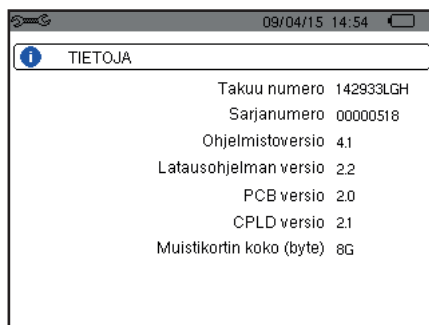 09/04/15 14:54
TIETOJA
Takuu numero 142933LGH
Sarjanumero 00000518
Ohjelmistoversio 4.1
Latausohjelman versio 2.2
PCB versio 2.0
CPLD versio 2.1
Muistikortin koko (byte) 8G